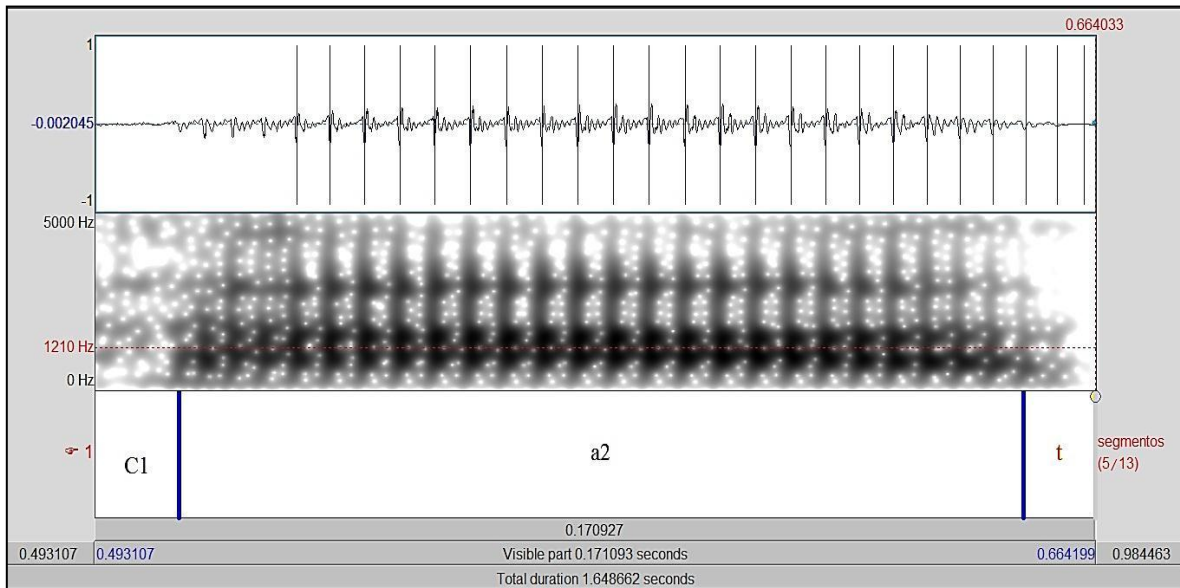 0.664033
1
-0.002045
-1
5000 Hz
1210 Hz
0 Hz
☞ 1
C1
a2
t
segmentos
(5/13)
0.170927
0.493107 0.493107 Visible part 0.171093 seconds 0.664199 0.984463
Total duration 1.648662 seconds